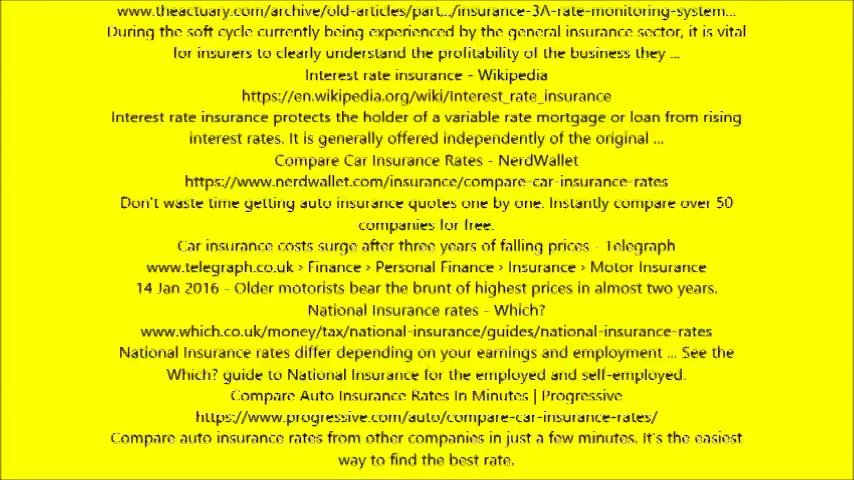 www.theactuary.com/archive/old-articles/part.../insurance-3A-rate-monitoring-system...
During the soft cycle currently being experienced by the general insurance sector, it is vital
for insurers to clearly understand the profitability of the business they ...
Interest rate insurance - Wikipedia
https://en.wikipedia.org/wiki/Interest_rate_insurance
Interest rate insurance protects the holder of a variable rate mortgage or loan from rising
interest rates. It is generally offered independently of the original ...
Compare Car Insurance Rates - NerdWallet
https://www.nerdwallet.com/insurance/compare-car-insurance-rates
Don't waste time getting auto insurance quotes one by one. Instantly compare over 50
companies for free.
Car insurance costs surge after three years of falling prices - Telegraph
www.telegraph.co.uk › Finance › Personal Finance › Insurance › Motor Insurance
14 Jan 2016 - Older motorists bear the brunt of highest prices in almost two years.
National Insurance rates - Which?
www.which.co.uk/money/tax/national-insurance/guides/national-insurance-rates
National Insurance rates differ depending on your earnings and employment ... See the
Which? guide to National Insurance for the employed and self-employed.
Compare Auto Insurance Rates In Minutes | Progressive
https://www.progressive.com/auto/compare-car-insurance-rates/
Compare auto insurance rates from other companies in just a few minutes. It's the easiest
way to find the best rate.